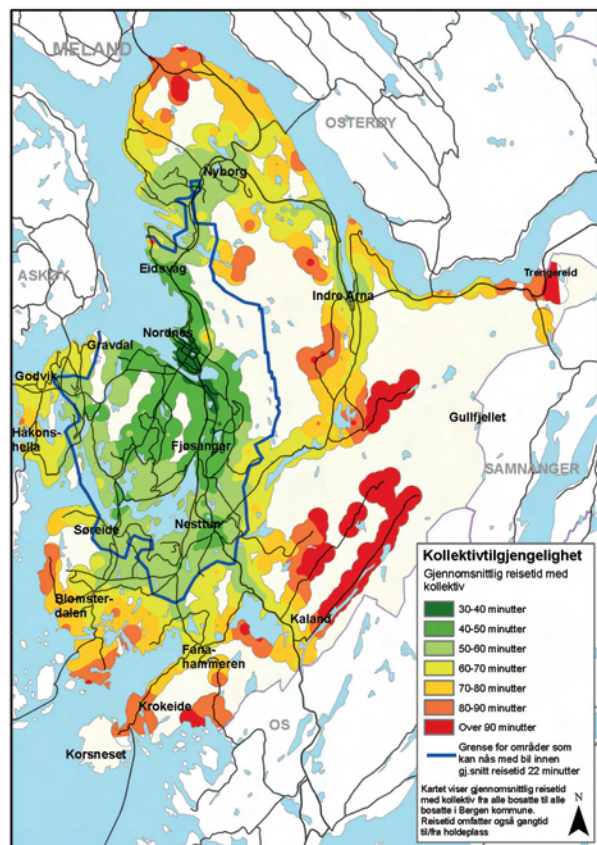 MELAND
OSTERØY
Nyborg
ASKØY
Eidsvåg
Trengereid
Indre Arna
Nordnes
Gravdal
Godvik
Gullfjellet
Håkons-
hella
Fjøsanger
SAMNANGER
Søreide
Nesttun
Blomster-
dalen
Kaland
Fana-
hammeren
Krokeide
OS
Korsneset
Kollektivtilgjengelighet
Gjennomsnittlig reisetid med
kollektiv
30-40 minutter
40-50 minutter
50-60 minutter
60-70 minutter
70-80 minutter
80-90 minutter
Over 90 minutter
Grense for områder som
kan nås med bil innen
gj.snitt reisetid 22 minutter
Kartet viser gjennomsnittlig reisetid
med kollektiv fra alle bosatte til alle
bosatte i Bergen kommune.
Reisetid omfatter også gangtid
til/fra holdeplass
N